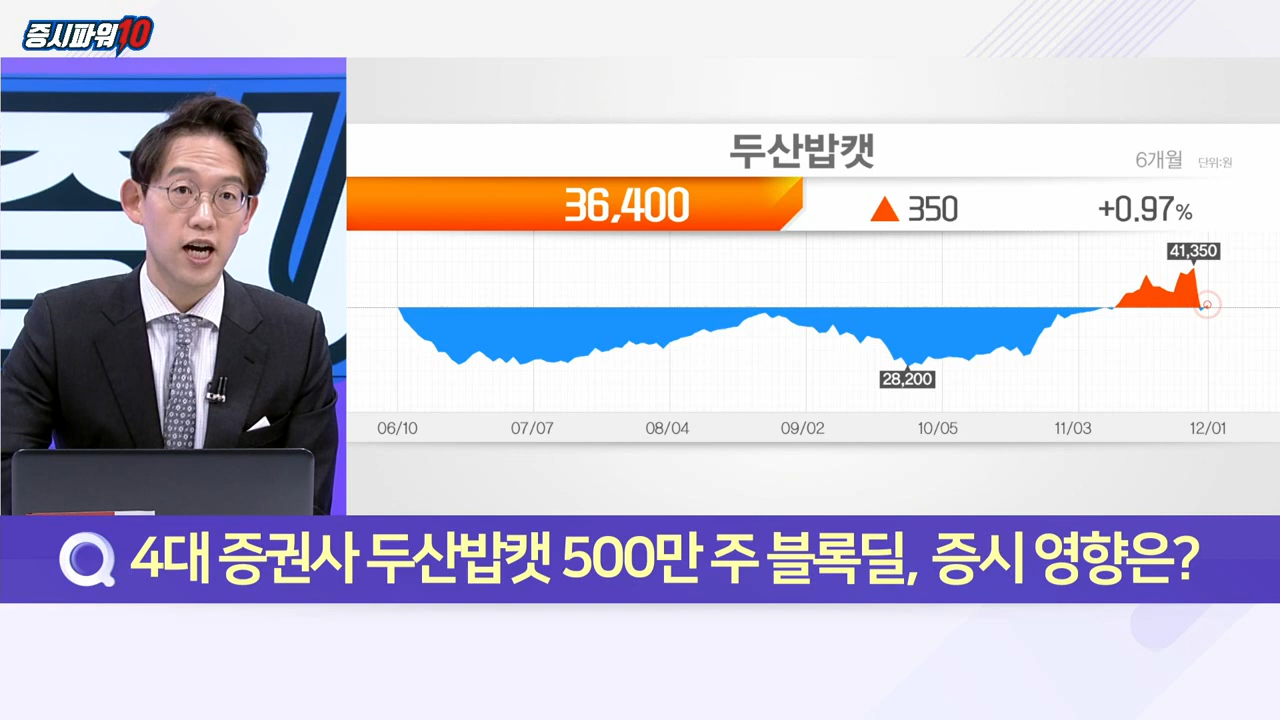 증시파워10
두산밥캣
6개월 단위:원
36,400 ▲ 350 +0.97%
41,350
28,200
06/10 07/07 08/04 09/02 10/05 11/03 12/01
Q 4대 증권사 두산밥캣 500만 주 블록딜, 증시 영향은?